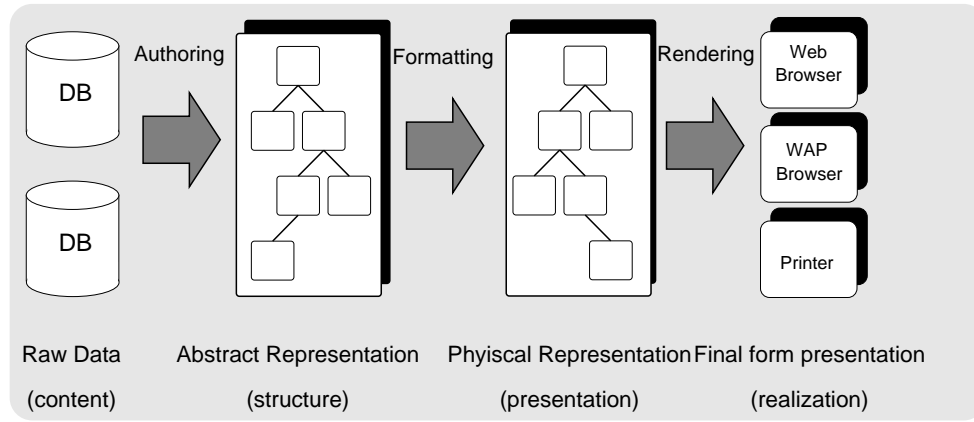 Authoring
Formatting
Rendering
DB
DB
Web
Browser
WAP
Browser
Printer
Raw Data
(content)
Abstract Representation
(structure)
Phyiscal Representation
(presentation)
Final form presentation
(realization)